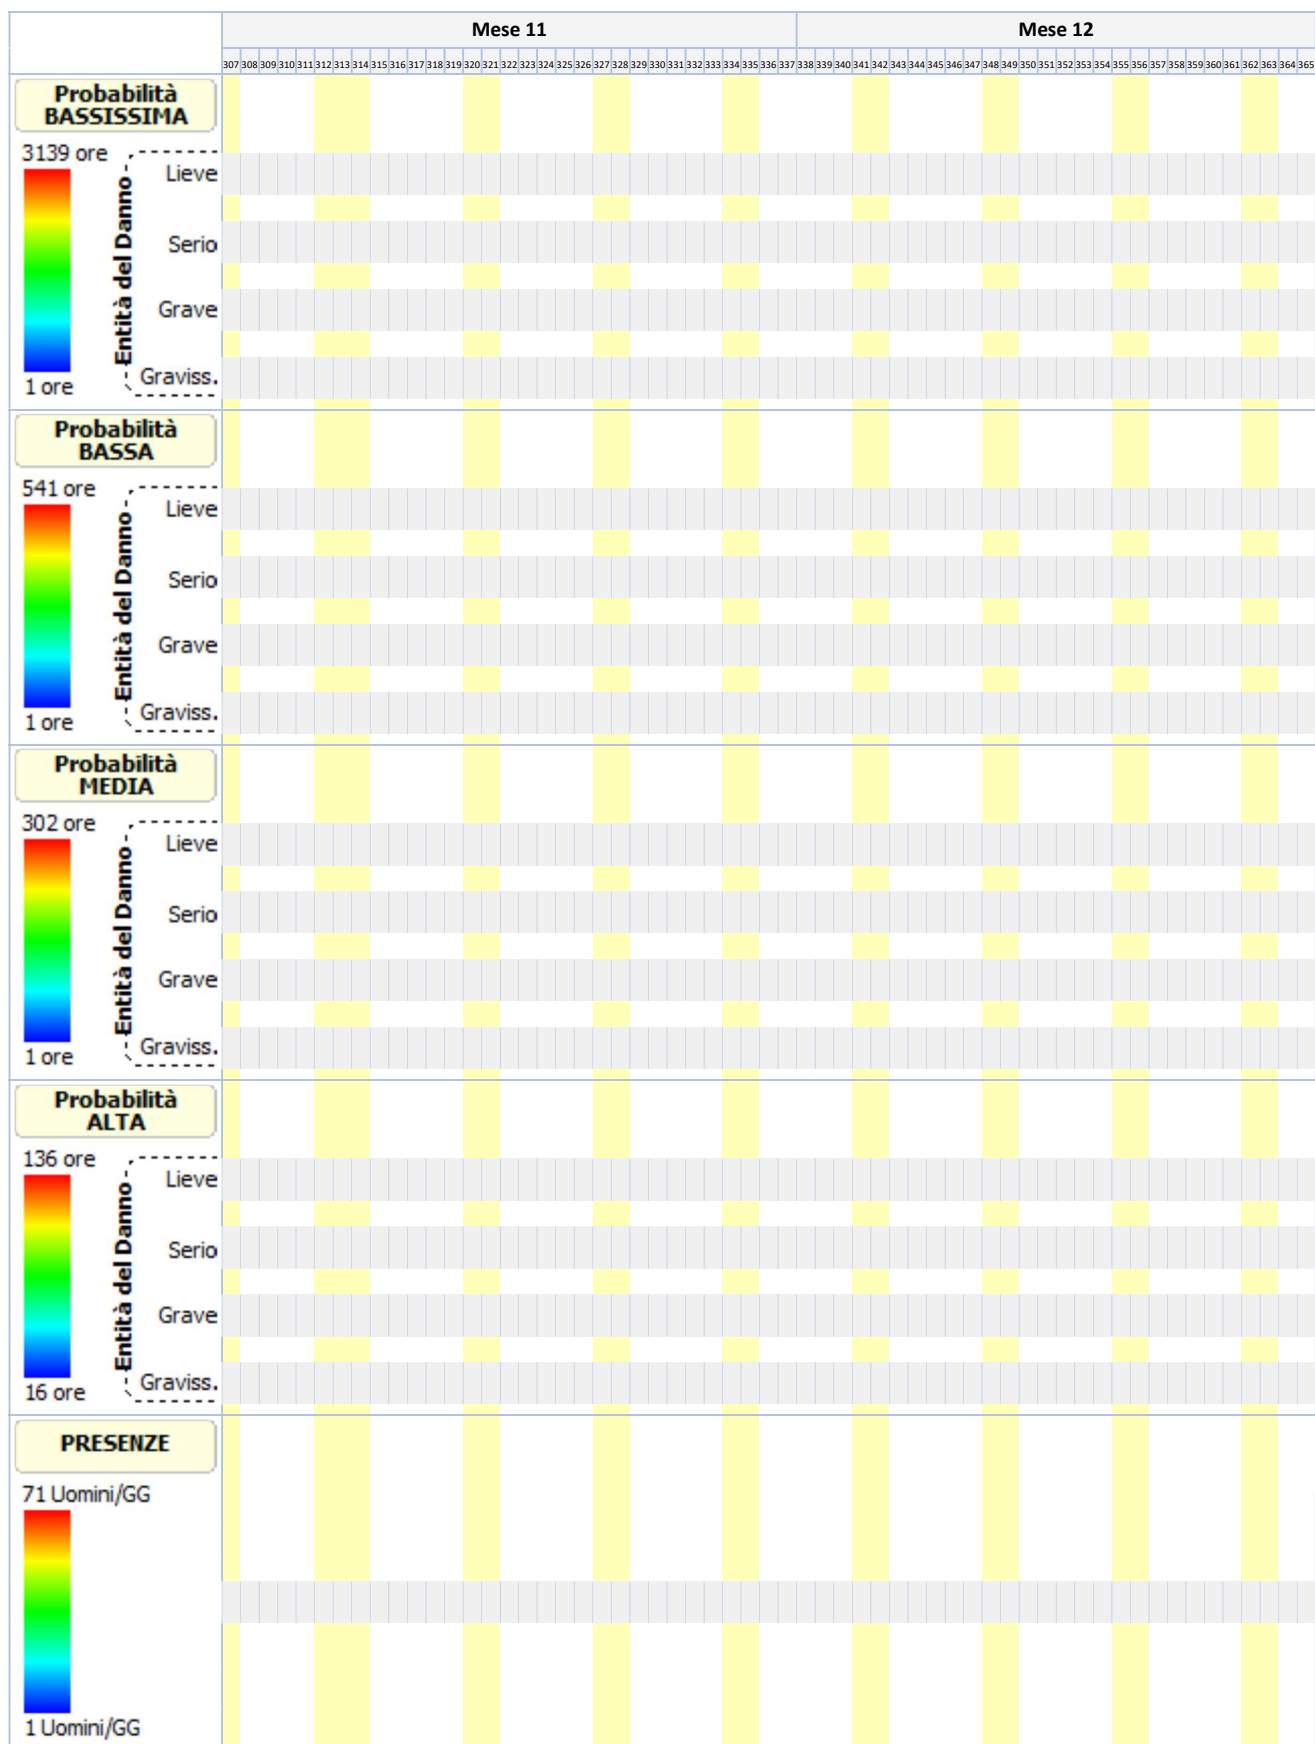 Mese 11 Mese 12
307 308 309 310 311 312 313 314 315 316 317 318 319 320 321 322 323 324 325 326 327 328 329 330 331 332 333 334 335 336 337 338 339 340 341 342 343 344 345 346 347 348 349 350 351 352 353 354 355 356 357 358 359 360 361 362 363 364 365
Probabilità
BASSISSIMA
3139 ore
Entità del Danno
Lieve
Serio
Grave
Graviss.
1 ore
Probabilità
BASSA
541 ore
Entità del Danno
Lieve
Serio
Grave
Graviss.
1 ore
Probabilità
MEDIA
302 ore
Entità del Danno
Lieve
Serio
Grave
Graviss.
1 ore
Probabilità
ALTA
136 ore
Entità del Danno
Lieve
Serio
Grave
Graviss.
16 ore
PRESENZE
71 Uomini/GG
1 Uomini/GG